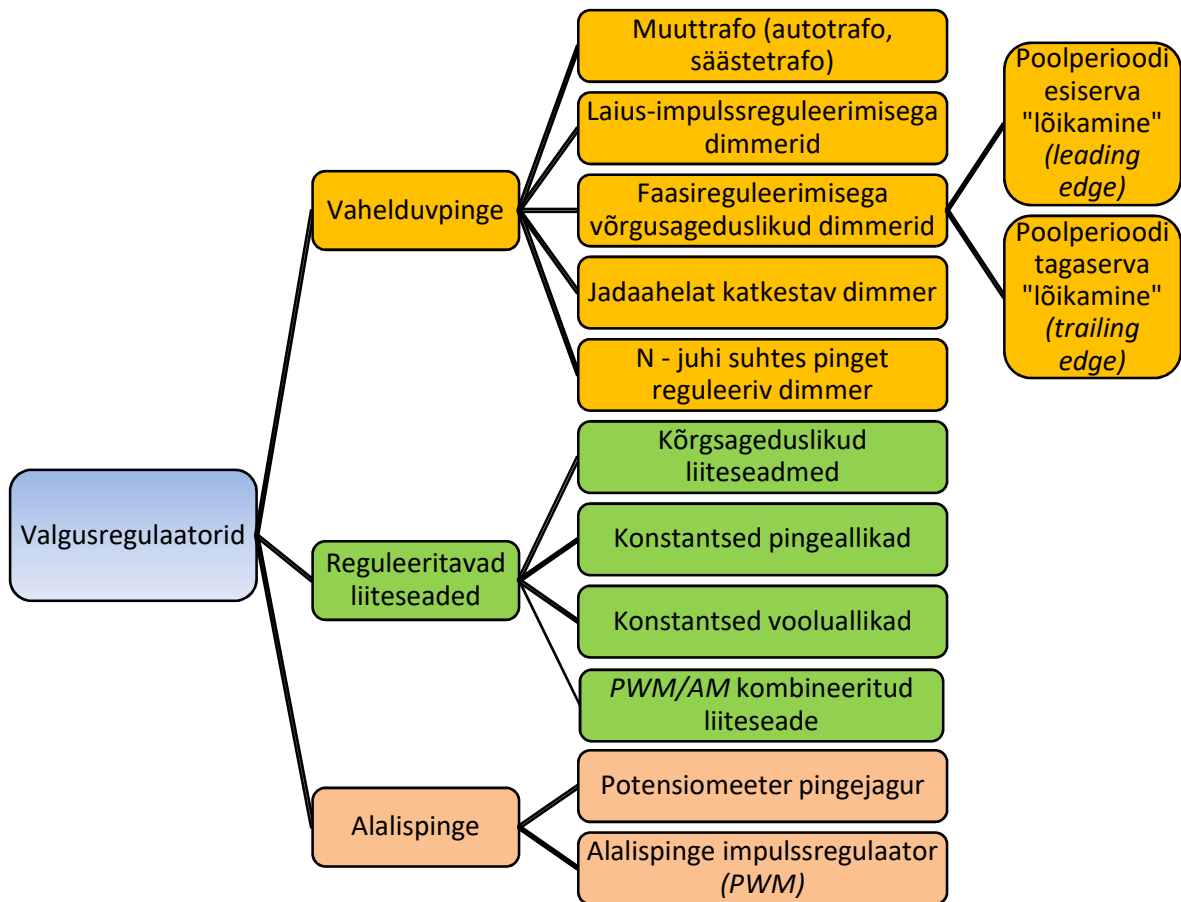 Valgusregulaatorid
Vahelduvpinge
Muuttrafo (autotrafo,
säästetrafo)
Laius-impulssreguleerimisega
dimmerid
Faasireguleerimisega
võrgusageduslikud dimmerid
Poolperioodi
esiserva
"lõikamine"
(leading
edge)
Poolperioodi
tagaserva
"lõikamine"
(trailing
edge)
Jadaahelat katkestav dimmer
N - juhi suhtes pinget
reguleeriv dimmer
Reguleeritavad
liiteseaded
Kõrgsageduslikud
liiteseadmed
Konstantsed pingeallikad
Konstantsed vooluallikad
PWM/AM kombineeritud
liiteseade
Alalispinge
Potensiomeeter pingejagur
Alalispinge impulssregulaator
(PWM)